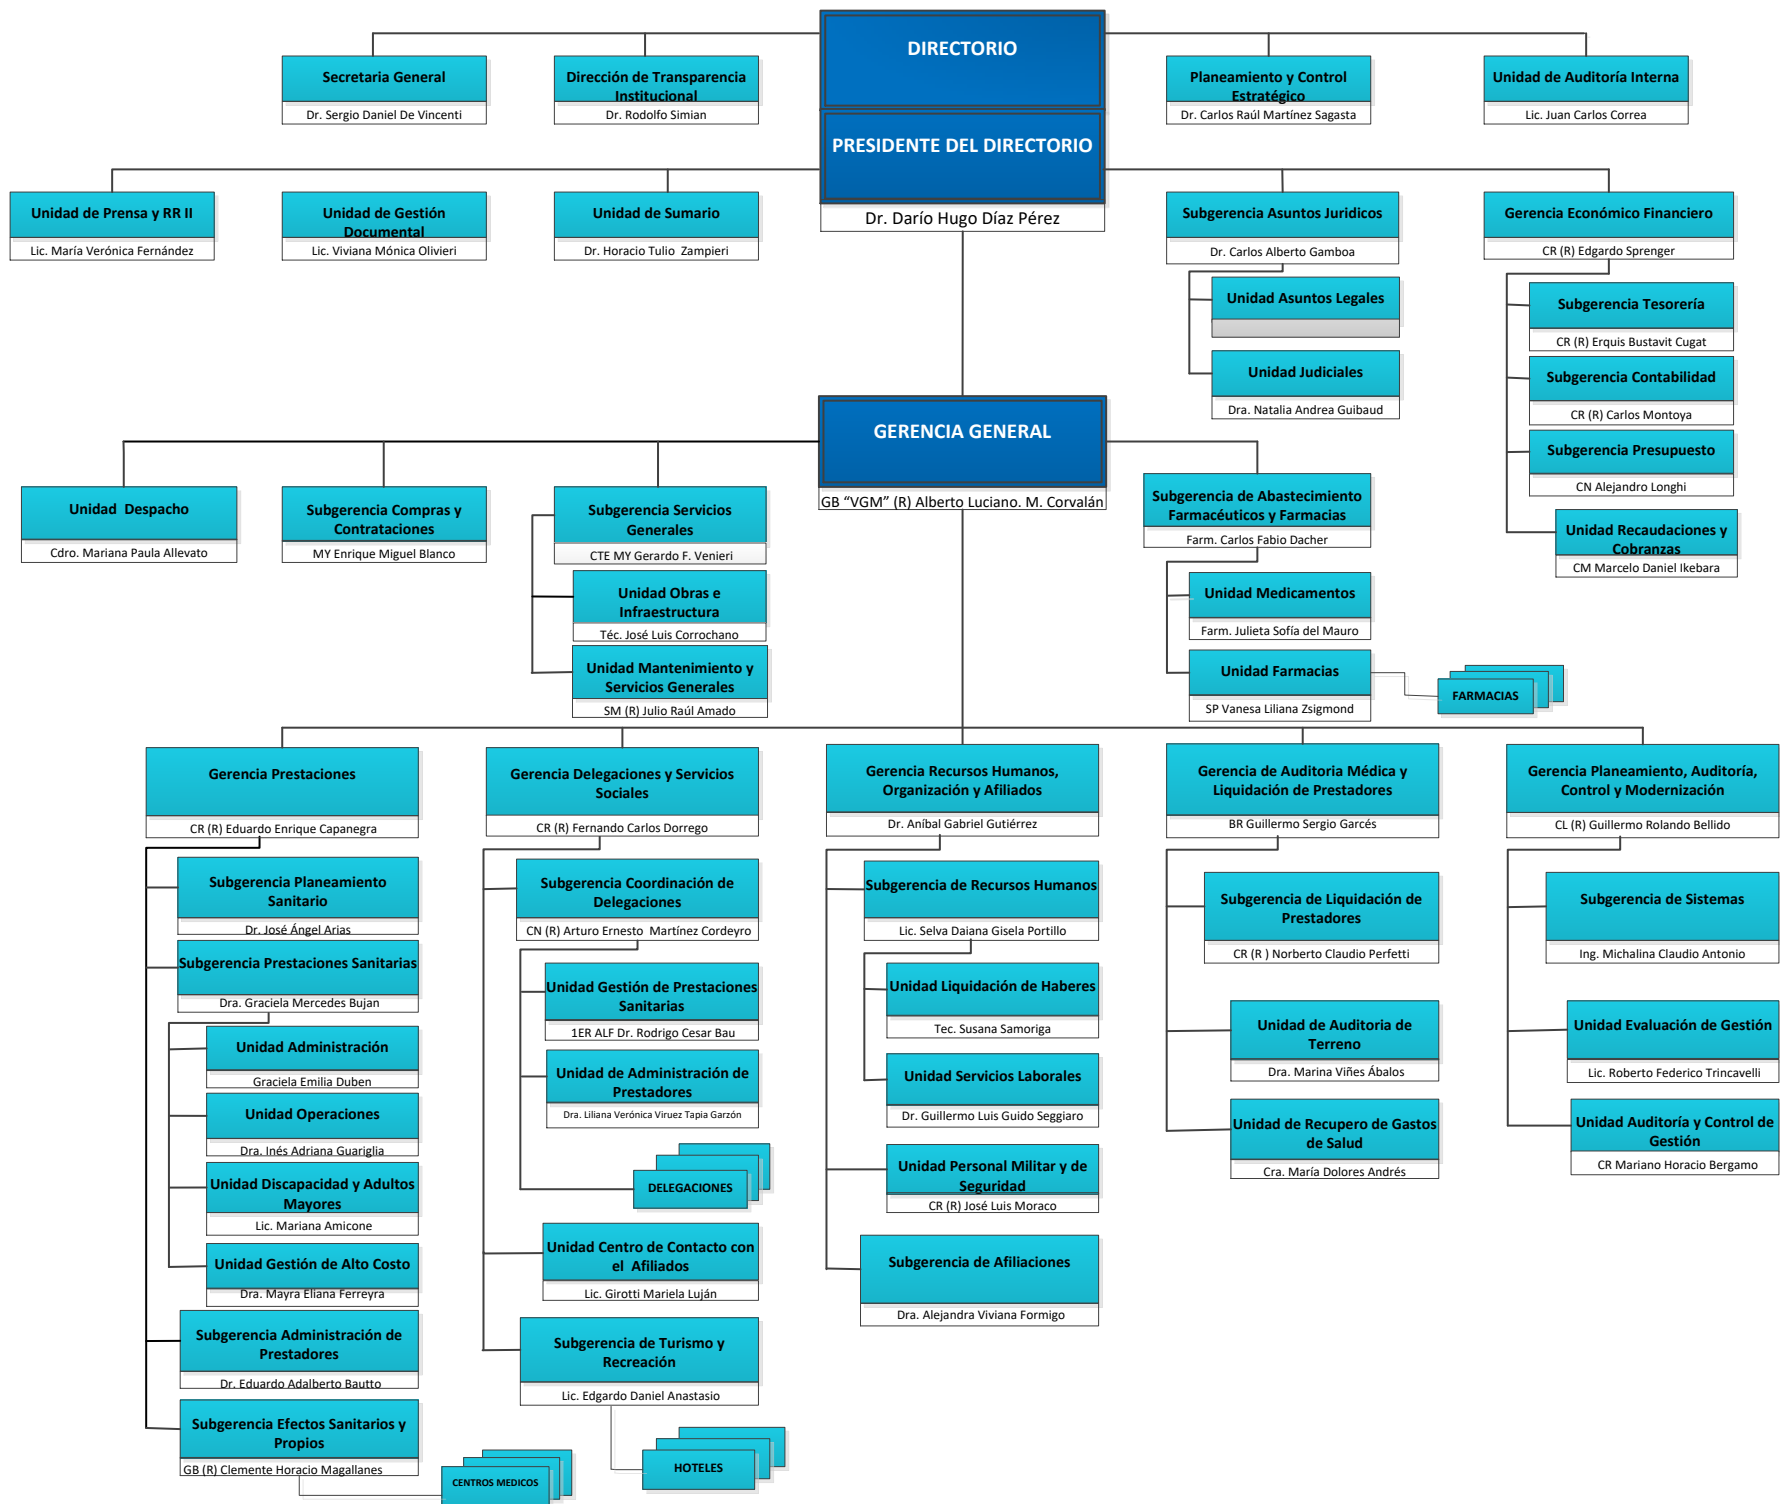 DIRECTORIO
Secretaria General
Dr. Sergio Daniel De Vincenti
Dirección de Transparencia
Institucional
Dr. Rodolfo Simian
Planeamiento y Control
Estratégico
Dr. Carlos Raúl Martínez Sagasta
Unidad de Auditoría Interna
Lic. Juan Carlos Correa
PRESIDENTE DEL DIRECTORIO
Dr. Darío Hugo Díaz Pérez
Unidad de Prensa y RR II
Lic. María Verónica Fernández
Unidad de Gestión
Documental
Lic. Viviana Mónica Olivieri
Unidad de Sumario
Dr. Horacio Tulio Zampieri
Subgerencia Asuntos Juridicos
Dr. Carlos Alberto Gamboa
Unidad Asuntos Legales
Unidad Judiciales
Dra. Natalia Andrea Guibaud
Gerencia Económico Financiero
CR (R) Edgardo Sprenger
Subgerencia Tesorería
CR (R) Erquis Bustavit Cugat
Subgerencia Contabilidad
CR (R) Carlos Montoya
Subgerencia Presupuesto
CN Alejandro Longhi
Unidad Recaudaciones y
Cobranzas
CM Marcelo Daniel Ikebara
GERENCIA GENERAL
GB “VGM” (R) Alberto Luciano. M. Corvalán
Unidad Despacho
Cdro. Mariana Paula Allevato
Subgerencia Compras y
Contrataciones
MY Enrique Miguel Blanco
Subgerencia Servicios
Generales
CTE MY Gerardo F. Venieri
Unidad Obras e
Infraestructura
Téc. José Luis Corrochano
Unidad Mantenimiento y
Servicios Generales
SM (R) Julio Raúl Amado
Subgerencia de Abastecimiento
Farmacéuticos y Farmacias
Farm. Carlos Fabio Dacher
Unidad Medicamentos
Farm. Julieta Sofía del Mauro
Unidad Farmacias
SP Vanesa Liliana Zsigmond
FARMACIAS
Gerencia Prestaciones
CR (R) Eduardo Enrique Capanegra
Subgerencia Planeamiento
Sanitario
Dr. José Ángel Arias
Subgerencia Prestaciones Sanitarias
Dra. Graciela Mercedes Bujan
Unidad Administración
Graciela Emilia Duben
Unidad Operaciones
Dra. Inés Adriana Guariglia
Unidad Discapacidad y Adultos
Mayores
Lic. Mariana Amicone
Unidad Gestión de Alto Costo
Dra. Mayra Eliana Ferreyra
Subgerencia Administración de
Prestadores
Dr. Eduardo Adalberto Bautto
Subgerencia Efectos Sanitarios y
Propios
GB (R) Clemente Horacio Magallanes
CENTROS MEDICOS
Gerencia Delegaciones y Servicios
Sociales
CR (R) Fernando Carlos Dorrego
Subgerencia Coordinación de
Delegaciones
CN (R) Arturo Ernesto Martínez Cordeyro
Unidad Gestión de Prestaciones
Sanitarias
1ER ALF Dr. Rodrigo Cesar Bau
Unidad de Administración de
Prestadores
Dra. Liliana Verónica Viruez Tapia Garzón
DELEGACIONES
Unidad Centro de Contacto con
el Afiliados
Lic. Girotti Mariela Luján
Subgerencia de Turismo y
Recreación
Lic. Edgardo Daniel Anastasio
HOTELES
Gerencia Recursos Humanos,
Organización y Afiliados
Dr. Aníbal Gabriel Gutiérrez
Subgerencia de Recursos Humanos
Lic. Selva Daiana Gisela Portillo
Unidad Liquidación de Haberes
Tec. Susana Samoriga
Unidad Servicios Laborales
Dr. Guillermo Luis Guido Seggiaro
Unidad Personal Militar y de
Seguridad
CR (R) José Luis Moraco
Subgerencia de Afiliaciones
Dra. Alejandra Viviana Formigo
Gerencia de Auditoria Médica y
Liquidación de Prestadores
BR Guillermo Sergio Garcés
Subgerencia de Liquidación de
Prestadores
CR (R ) Norberto Claudio Perfetti
Unidad de Auditoria de
Terreno
Dra. Marina Viñes Ábalos
Unidad de Recupero de Gastos
de Salud
Cra. María Dolores Andrés
Gerencia Planeamiento, Auditoría,
Control y Modernización
CL (R) Guillermo Rolando Bellido
Subgerencia de Sistemas
Ing. Michalina Claudio Antonio
Unidad Evaluación de Gestión
Lic. Roberto Federico Trincavelli
Unidad Auditoría y Control de
Gestión
CR Mariano Horacio Bergamo